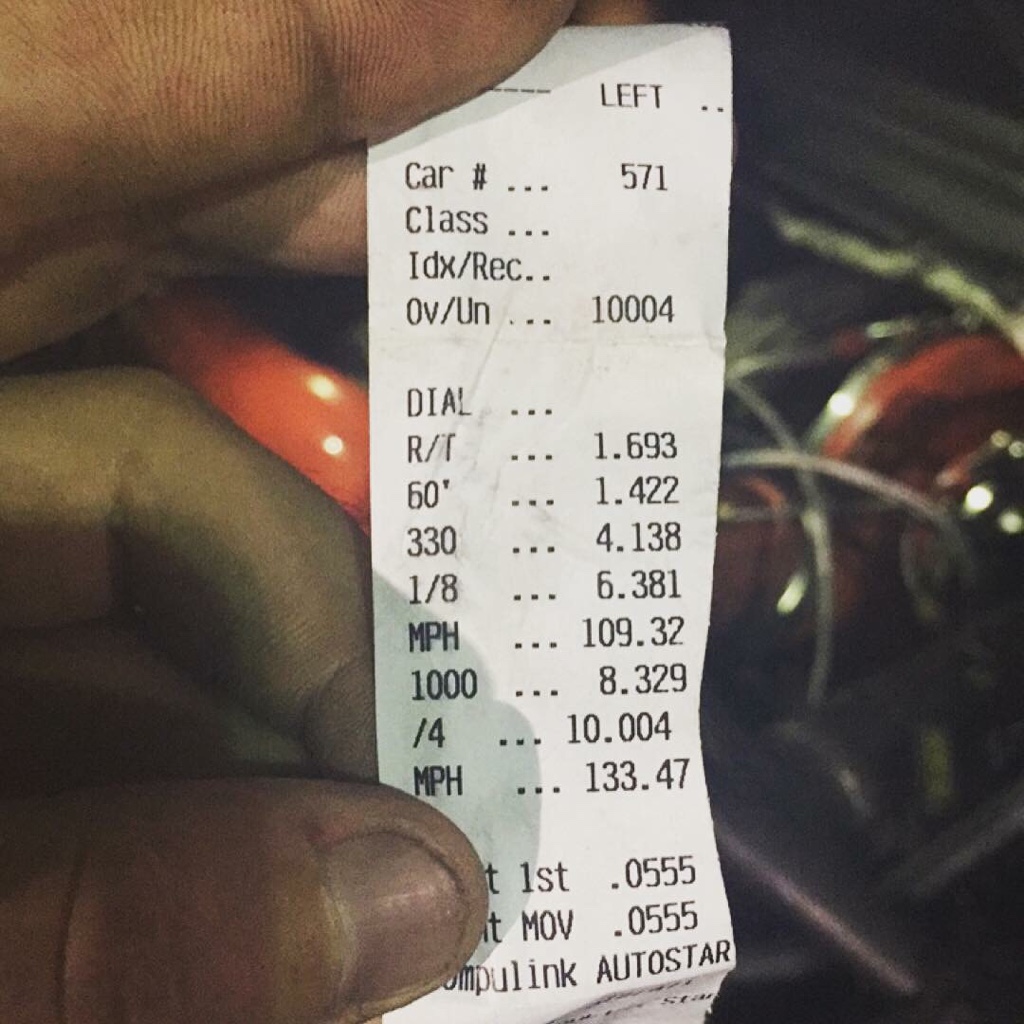 ---- LEFT ..
Car # ... 571
Class ...
Idx/Rec..
Ov/Un ... 10004
DIAL ...
R/T ... 1.693
60' ... 1.422
330 ... 4.138
1/8 ... 6.381
MPH ... 109.32
1000 ... 8.329
/4 ... 10.004
MPH ... 133.47
t 1st .0555
t MOV .0555
ompulink AUTOSTAR